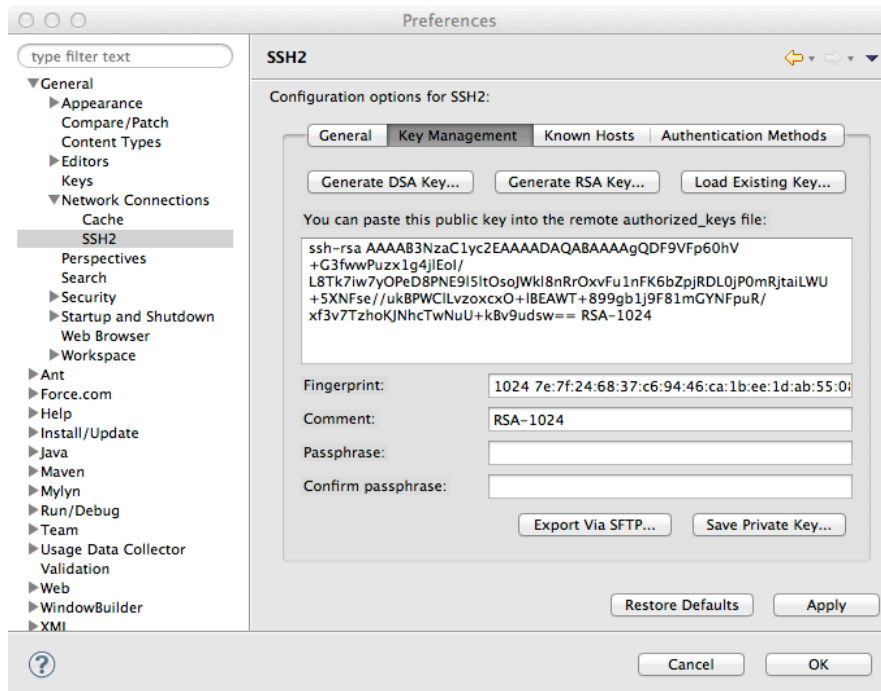 Preferences
type filter text
General
Appearance
Compare/Patch
Content Types
Editors
Keys
Network Connections
Cache
SSH2
Perspectives
Search
Security
Startup and Shutdown
Web Browser
Workspace
Ant
Force.com
Help
Install/Update
Java
Maven
Mylyn
Run/Debug
Team
Usage Data Collector
Validation
Web
WindowBuilder
XML
SSH2
Configuration options for SSH2:
General Key Management Known Hosts Authentication Methods
Generate DSA Key... Generate RSA Key... Load Existing Key...
You can paste this public key into the remote authorized_keys file:
ssh-rsa AAAAB3NzaC1yc2EAAAADAQABAAAAgQDF9VFp60hV
+G3fwwPuzx1g4jlEoI/
L8Tk7iw7yOPeD8PNE9l5ltOsoJWkl8nRrOxvFu1nFK6bZpjRDL0jP0mRjtaiLWU
+5XNFse//ukBPWClLvzoxcxO+lBEAWT+899gb1j9F81mGYNFpuR/
xf3v7TzhoKJNhcTwNuU+kBv9udsw== RSA-1024
Fingerprint: 1024 7e:7f:24:68:37:c6:94:46:ca:1b:ee:1d:ab:55:0
Comment: RSA-1024
Passphrase:
Confirm passphrase:
Export Via SFTP... Save Private Key...
Restore Defaults Apply
Cancel OK